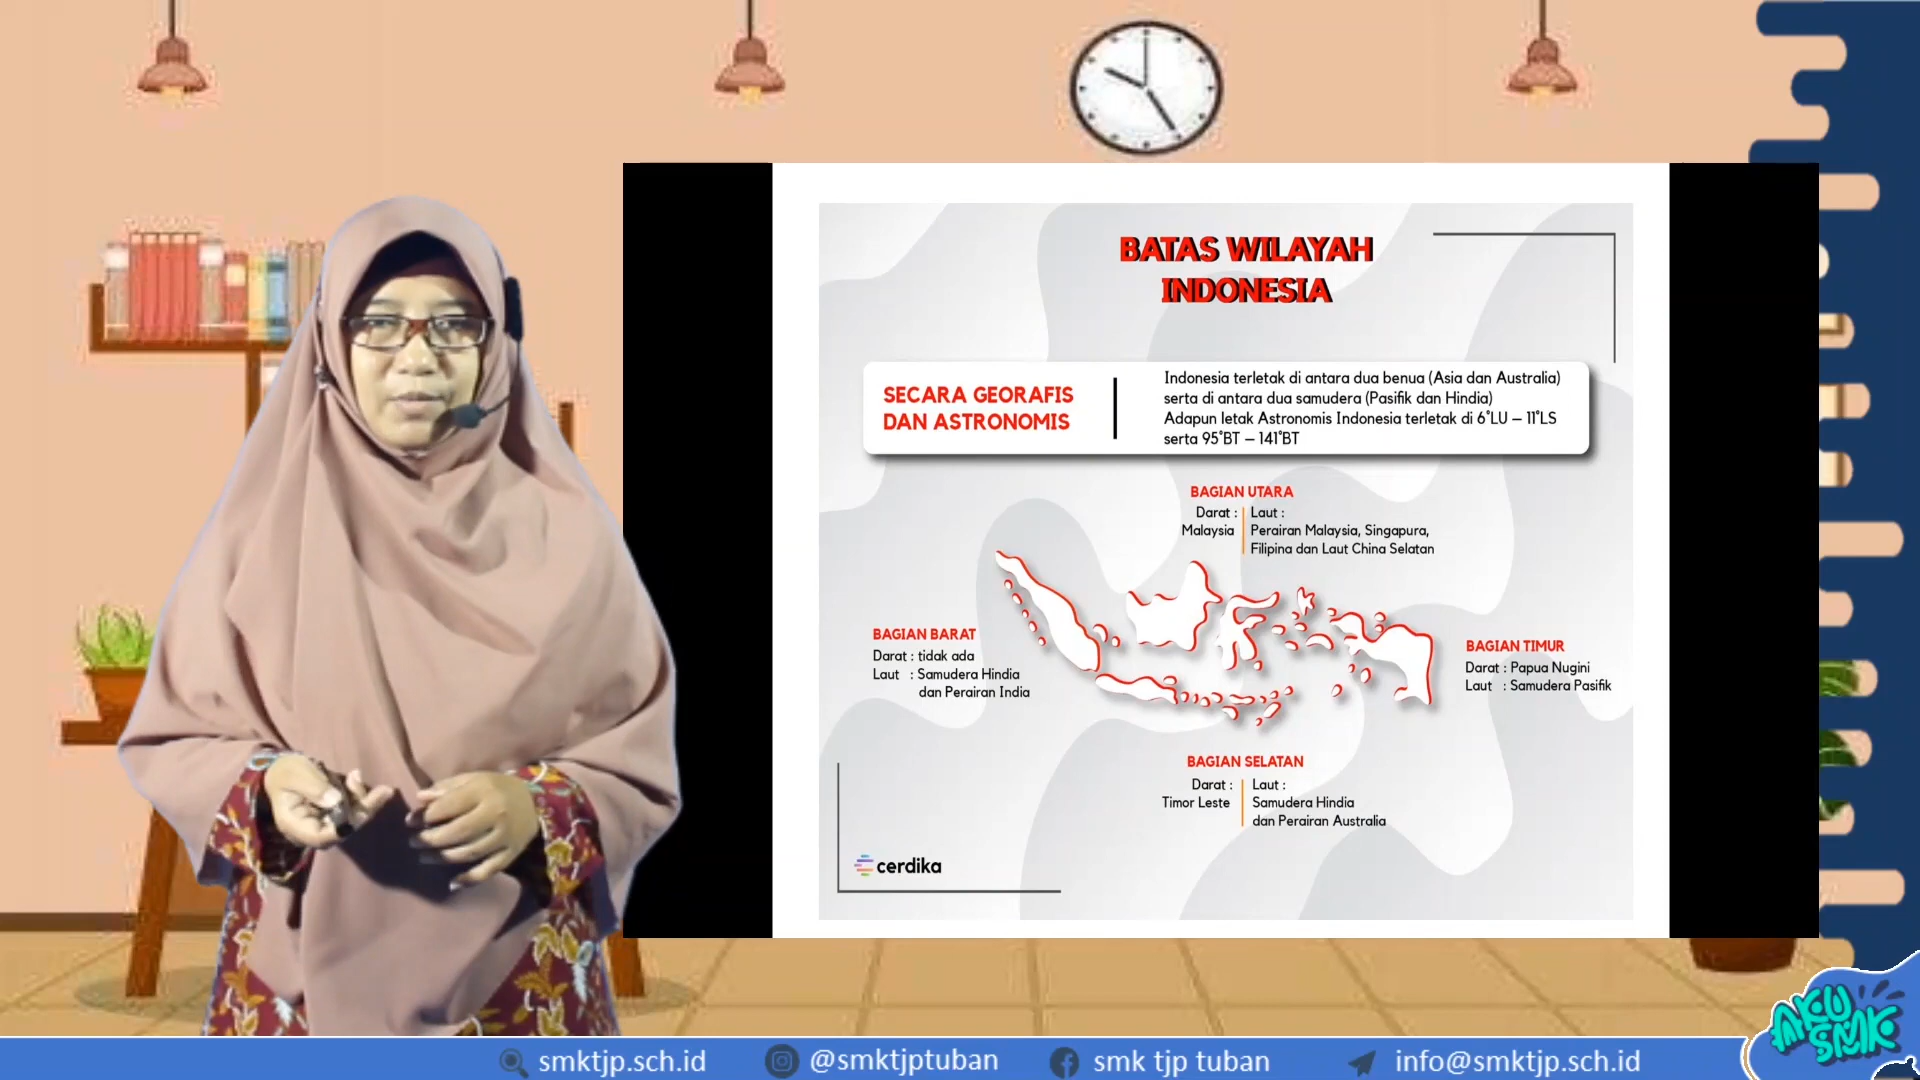 BATAS WILAYAH
INDONESIA
SECARA GEORAFIS
DAN ASTRONOMIS
Indonesia terletak di antara dua benua (Asia dan Australia)
serta di antara dua samudera (Pasifik dan Hindia)
Adapun letak Astronomis Indonesia terletak di 6°LU – 11°LS
serta 95°BT – 141°BT
BAGIAN UTARA
Darat :
Malaysia
Laut :
Perairan Malaysia, Singapura,
Filipina dan Laut China Selatan
BAGIAN BARAT
Darat : tidak ada
Laut : Samudera Hindia
dan Perairan India
BAGIAN TIMUR
Darat : Papua Nugini
Laut : Samudera Pasifik
BAGIAN SELATAN
Darat :
Timor Leste
Laut :
Samudera Hindia
dan Perairan Australia
cerdika
AKU
SMK
smktjp.sch.id
@smktjptuban
smk tjp tuban
info@smktjp.sch.id